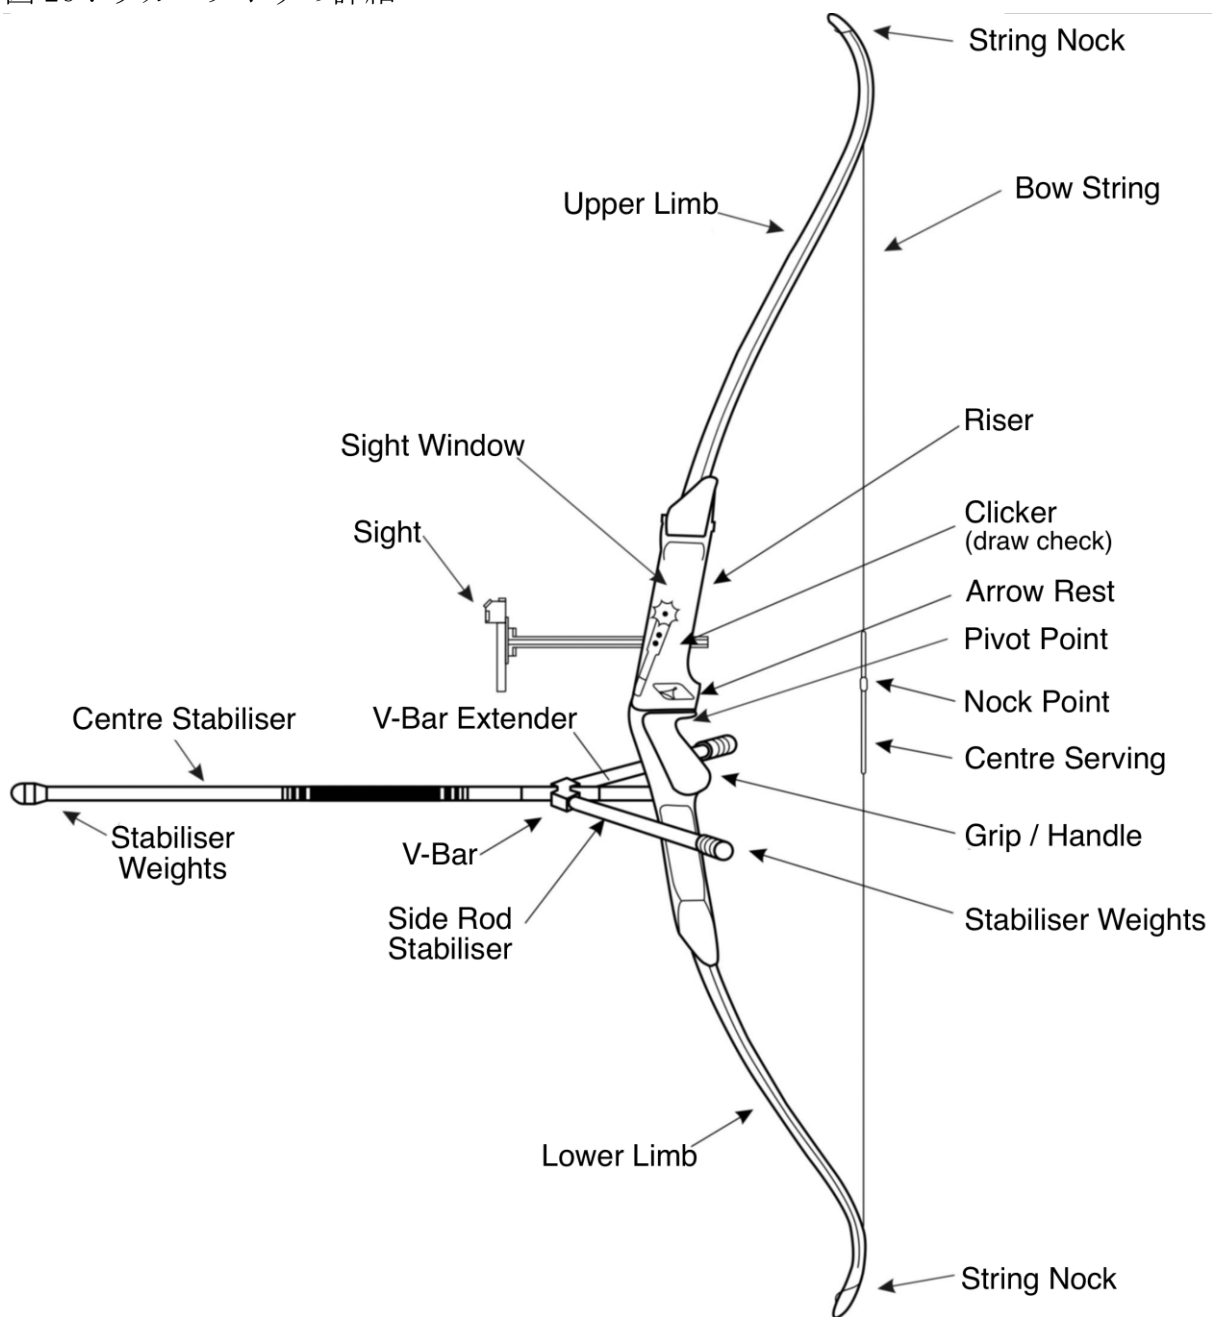 String Nock
Bow String
Upper Limb
Riser
Sight Window
Clicker
(draw check)
Sight
Arrow Rest
Pivot Point
Nock Point
Centre Stabiliser
V-Bar Extender
Centre Serving
Stabiliser
Weights
V-Bar
Grip / Handle
Side Rod
Stabiliser
Stabiliser Weights
Lower Limb
String Nock